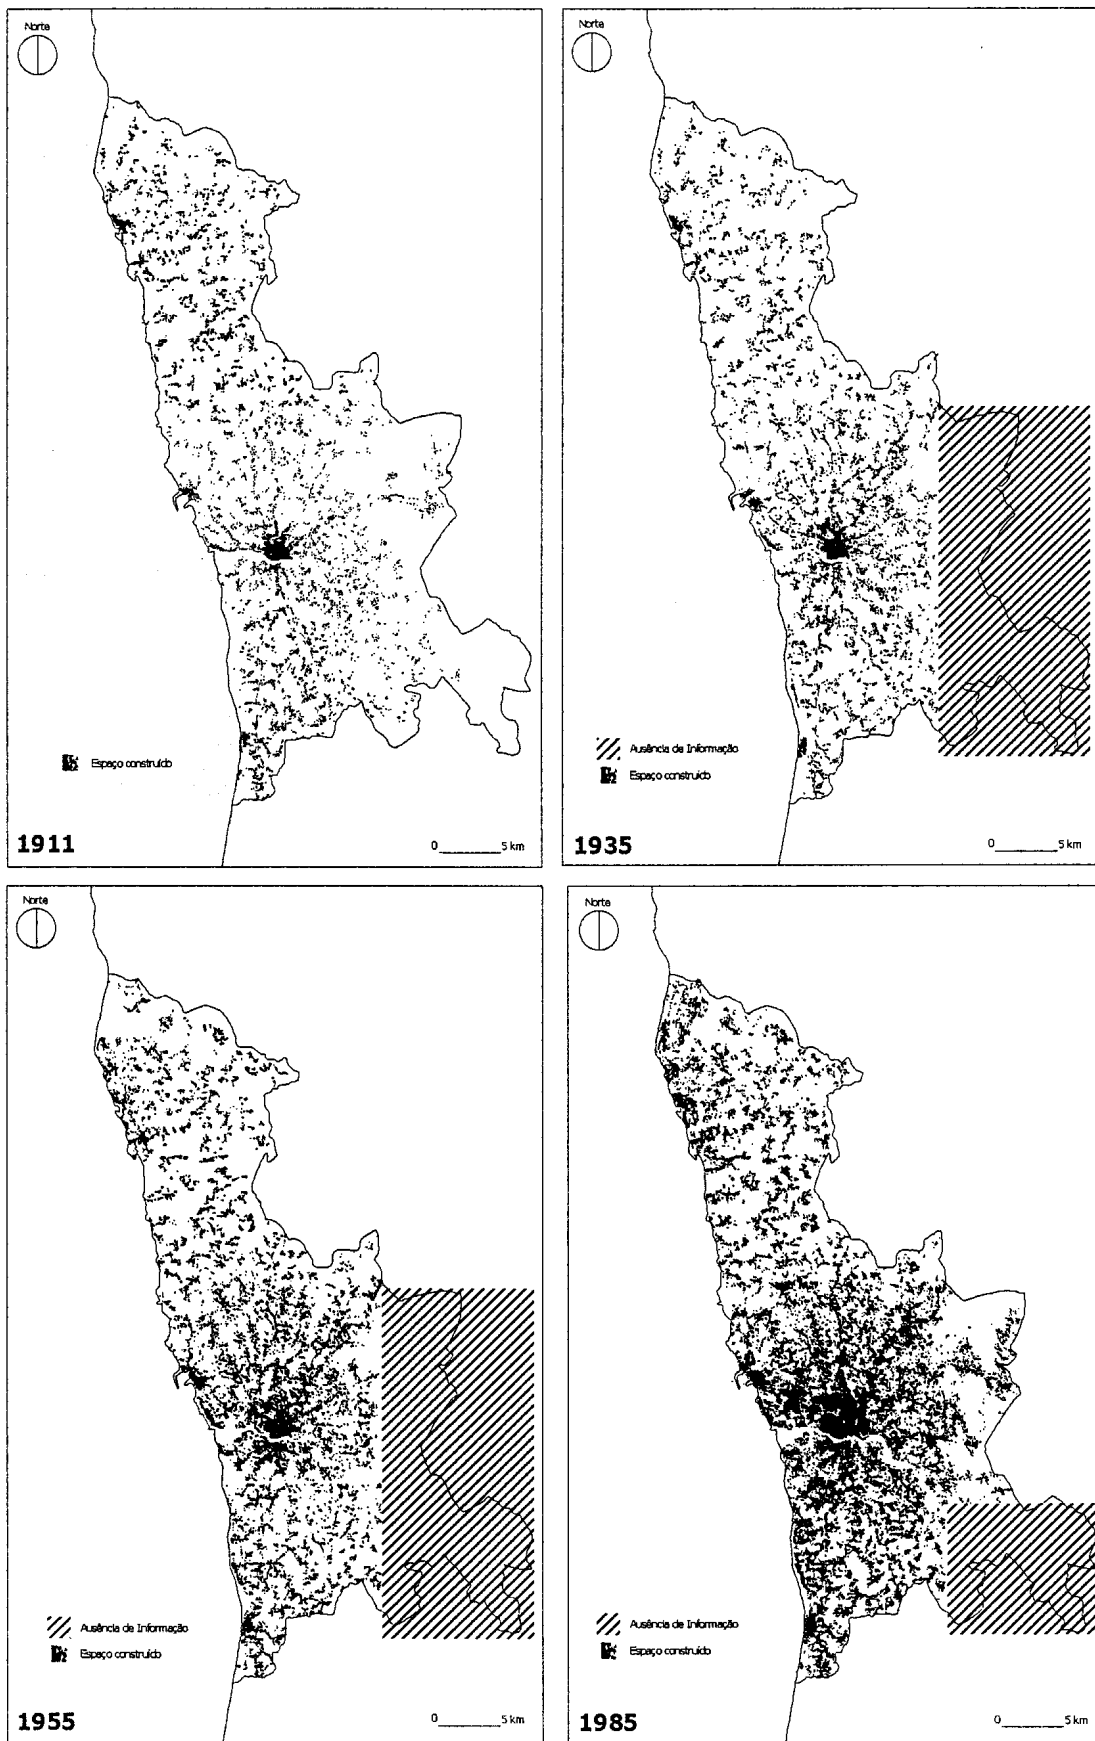 Norte
Espaço construído
1911
0 5 km
Norte
Ausência de Informação
Espaço construído
1935
0 5 km
Norte
Ausência de Informação
Espaço construído
1955
0 5 km
Norte
Ausência de Informação
Espaço construído
1985
0 5 km